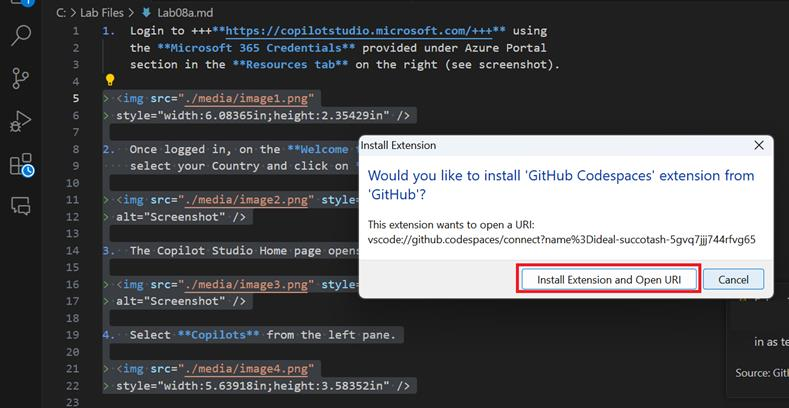 C: > Lab Files > Lab08a.md
1 1. Login to +++**https://copilotstudio.microsoft.com/+++** using
2 the **Microsoft 365 Credentials** provided under Azure Portal
3 section in the **Resources tab** on the right (see screenshot).
4
5 > <img src="./media/image1.png"
6 > style="width:6.08365in;height:2.35429in" />
7
8 2. Once logged in, on the **Welcome
9 select your Country and click on
10
11 > <img src="./media/image2.png" style=
12 > alt="Screenshot" />
13
14 3. The Copilot Studio Home page opens
15
16 > <img src="./media/image3.png" style=
17 > alt="Screenshot" />
18
19 4. Select **Copilots** from the left pane.
20
21 > <img src="./media/image4.png"
22 > style="width:5.63918in;height:3.58352in" />
23
Install Extension
Would you like to install 'GitHub Codespaces' extension from
'GitHub'?
This extension wants to open a URI:
vscode://github.codespaces/connect?name%3Dideal-succotash-5gvq7jjj744rfvg65
Install Extension and Open URI
Cancel
in as te
Source: Git